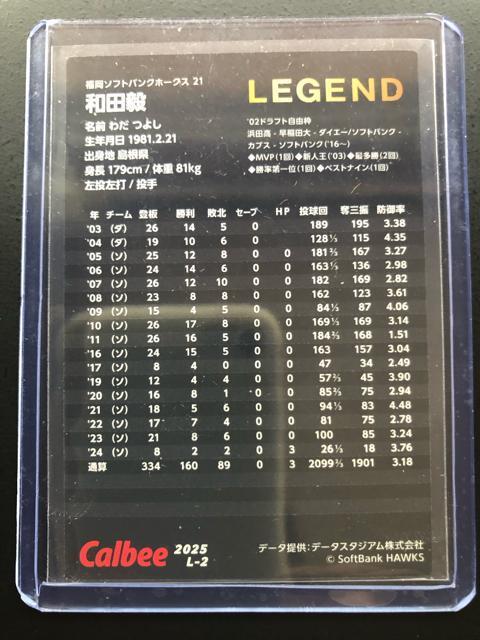 福岡ソフトバンクホークス 21
和田毅
名前 わだ つよし
生年月日 1981.2.21
出身地 島根県
身長 179cm / 体重 81kg
左投左打 / 投手
LEGEND
'02ドラフト自由枠
浜田高 - 早稲田大 - ダイエー/ソフトバンク -
カブス - ソフトバンク('16~)
◆MVP(1回)◆新人王('03)◆最多勝(2回)
◆勝率第一位(1回)◆ベストナイン(1回)
年 チーム 登板 勝利 敗北 セーブ HP 投球回 奪三振 防御率
'03 (ダ) 26 14 5 0 189 195 3.38
'04 (ダ) 19 10 6 0 128⅓ 115 4.35
'05 (ソ) 25 12 8 0 0 181⅔ 167 3.27
'06 (ソ) 24 14 6 0 0 163⅓ 136 2.98
'07 (ソ) 26 12 10 0 0 182 169 2.82
'08 (ソ) 23 8 8 0 0 162 123 3.61
'09 (ソ) 15 4 5 0 0 84⅓ 87 4.06
'10 (ソ) 26 17 8 0 0 169⅓ 169 3.14
'11 (ソ) 26 16 5 0 0 184⅔ 168 1.51
'16 (ソ) 24 15 5 0 0 163 157 3.04
'17 (ソ) 8 4 0 0 0 47 34 2.49
'19 (ソ) 12 4 4 0 0 57⅔ 45 3.90
'20 (ソ) 16 8 1 0 0 85⅔ 75 2.94
'21 (ソ) 18 5 6 0 0 94⅓ 83 4.48
'22 (ソ) 17 7 4 0 0 81 75 2.78
'23 (ソ) 21 8 6 0 0 100 85 3.24
'24 (ソ) 8 2 2 0 3 26⅓ 18 3.76
通算 334 160 89 0 3 2099⅔ 1901 3.18
Calbee 2025
L-2
データ提供:データスタジアム株式会社
© SoftBank HAWKS